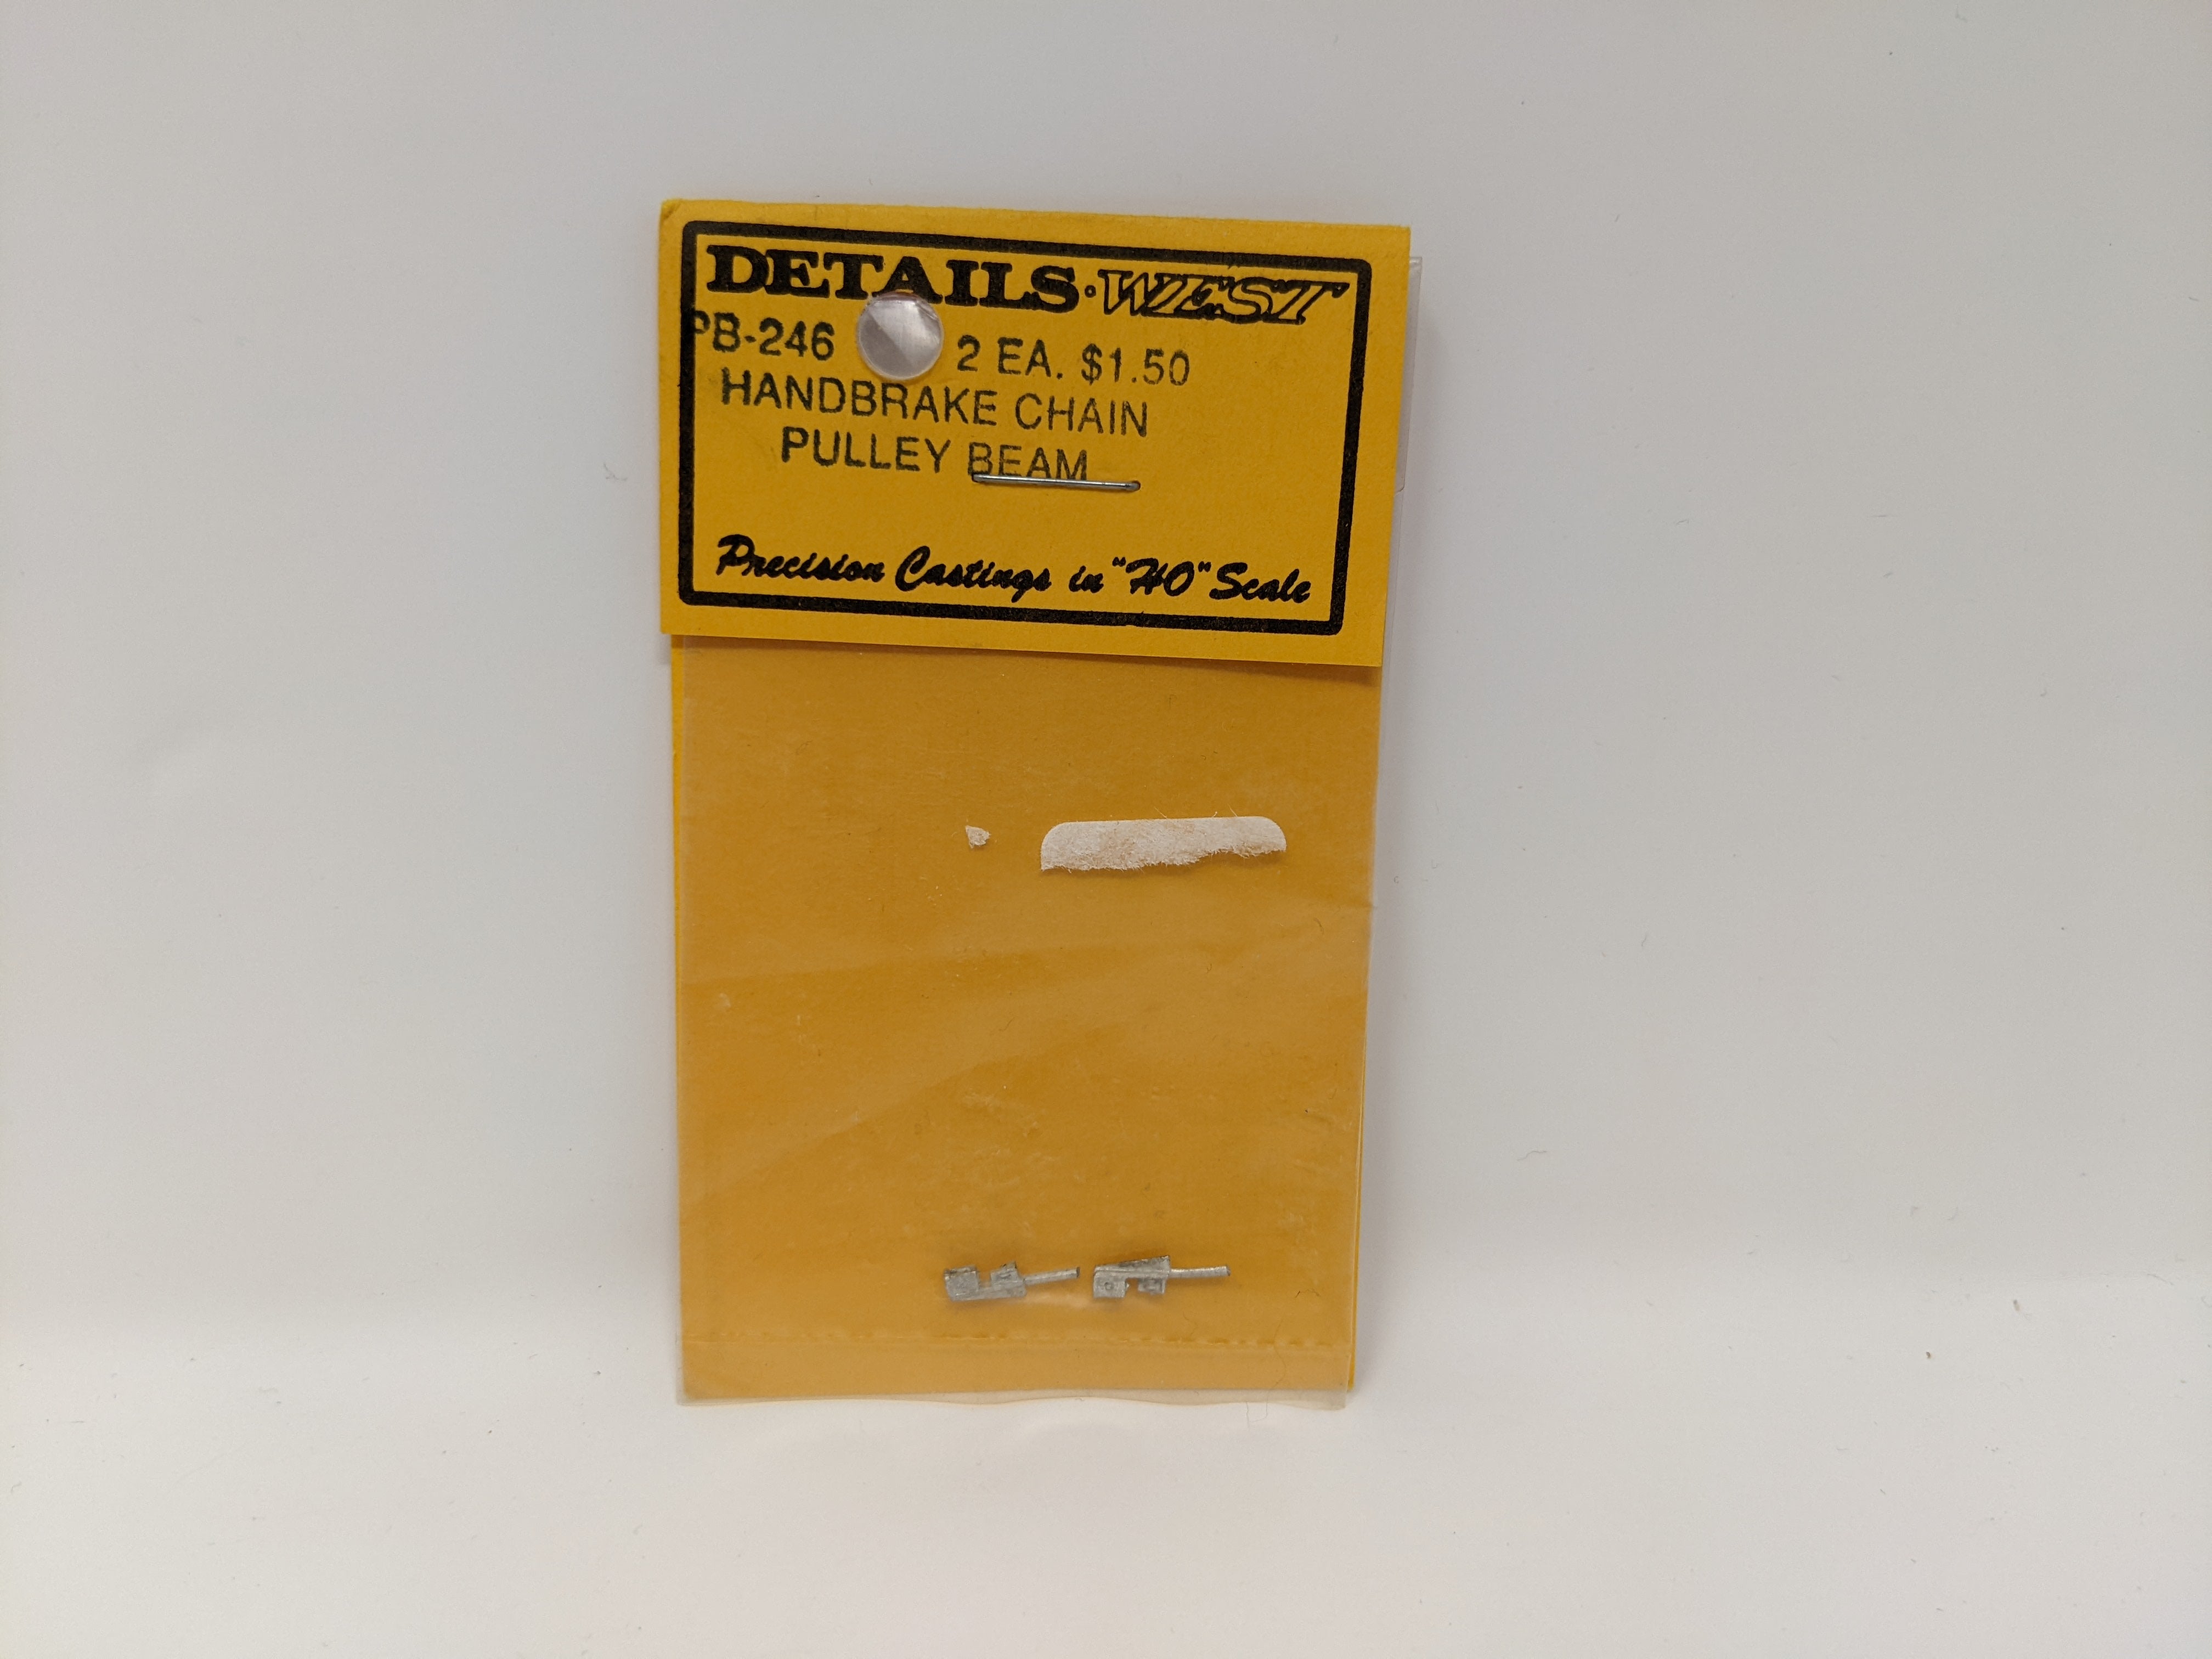 DETAILS·WEST
PB-246 2 EA. $1.50
HANDBRAKE CHAIN
PULLEY BEAM
Precision Castings in "HO" Scale